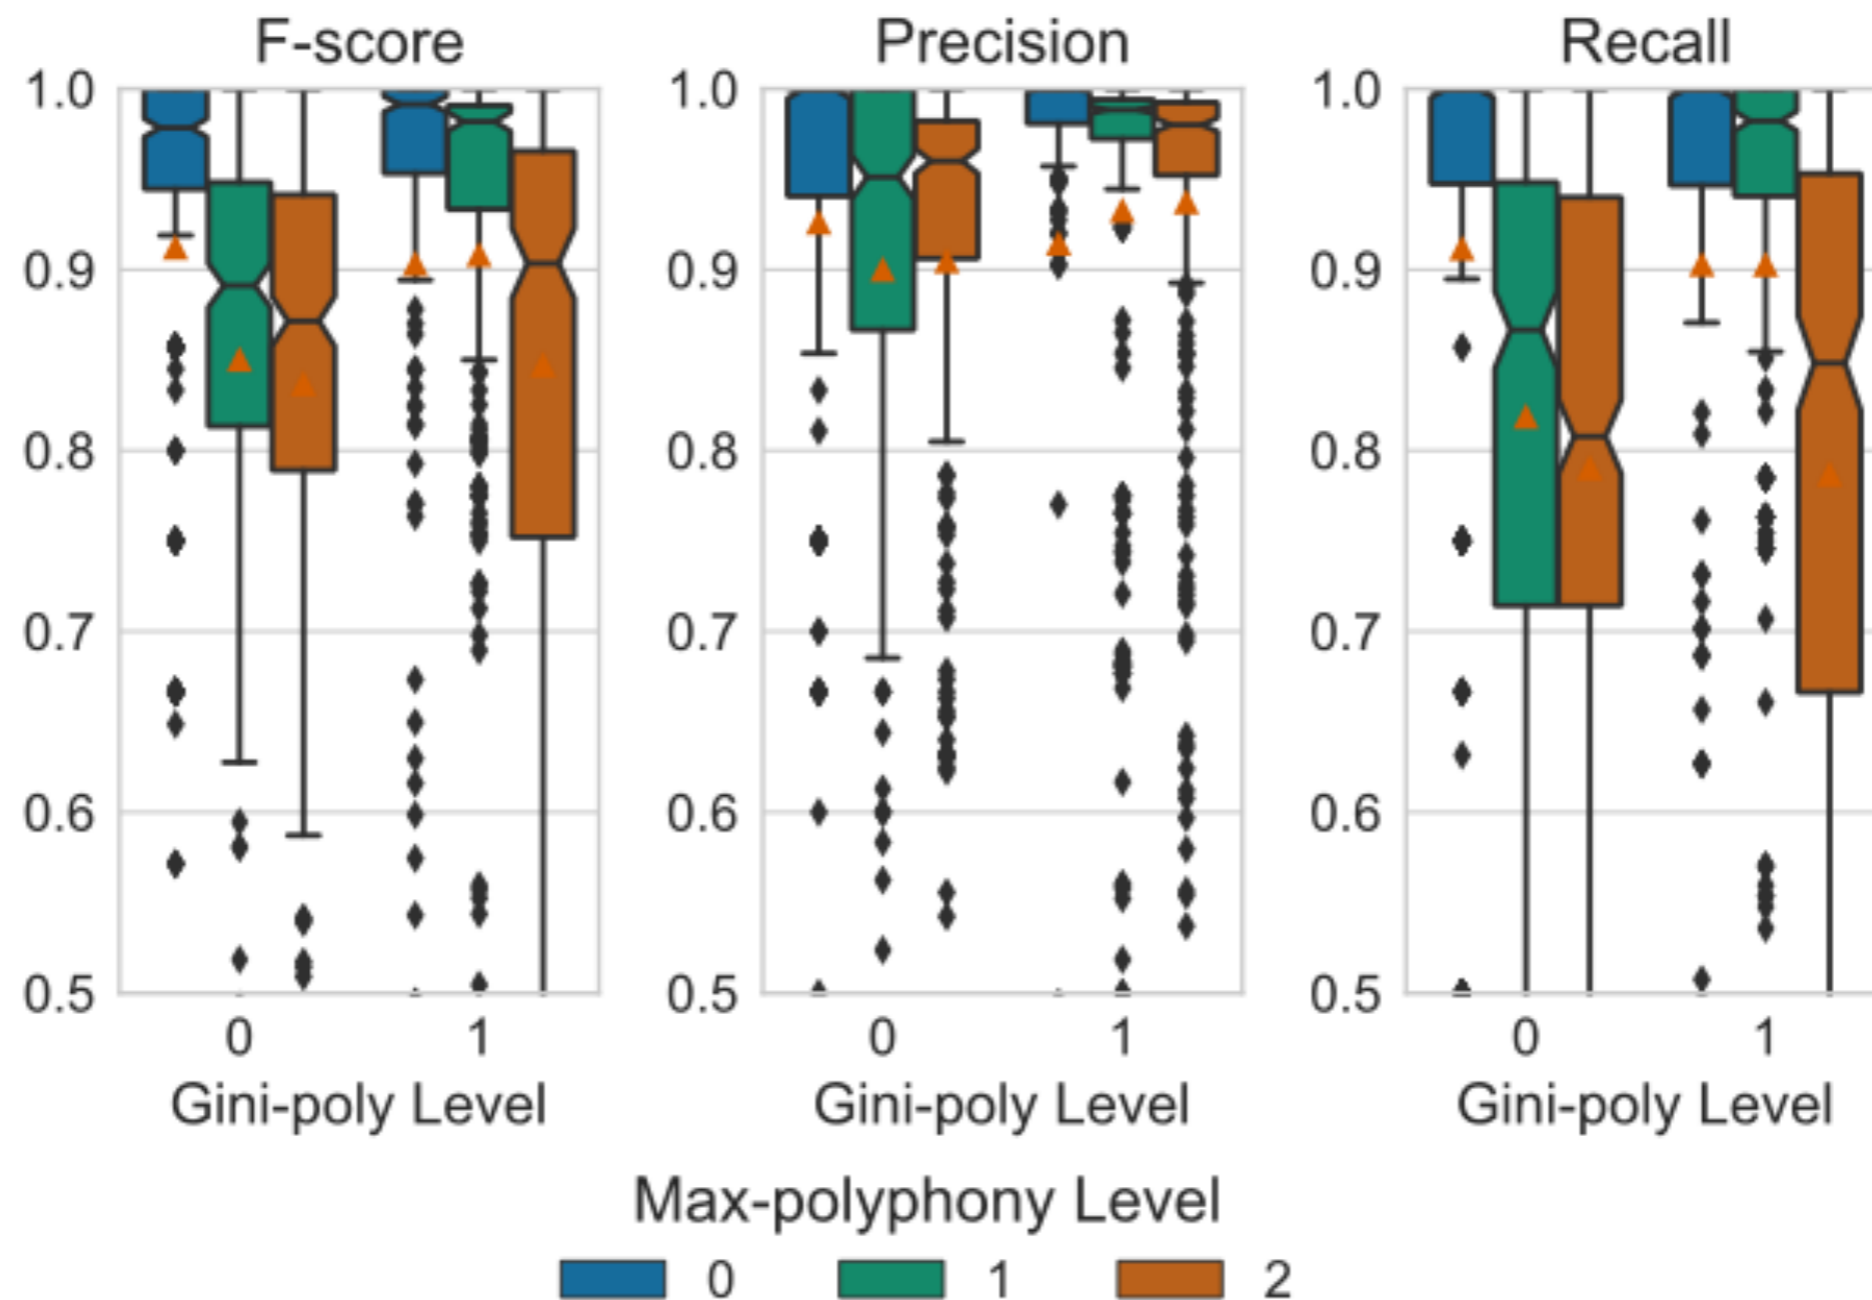 F-score Precision Recall
1.0 1.0 1.0
0.9 0.9 0.9
0.8 0.8 0.8
0.7 0.7 0.7
0.6 0.6 0.6
0.5 0.5 0.5
0 1 0 1 0 1
Gini-poly Level Gini-poly Level Gini-poly Level
Max-polyphony Level
0 1 2